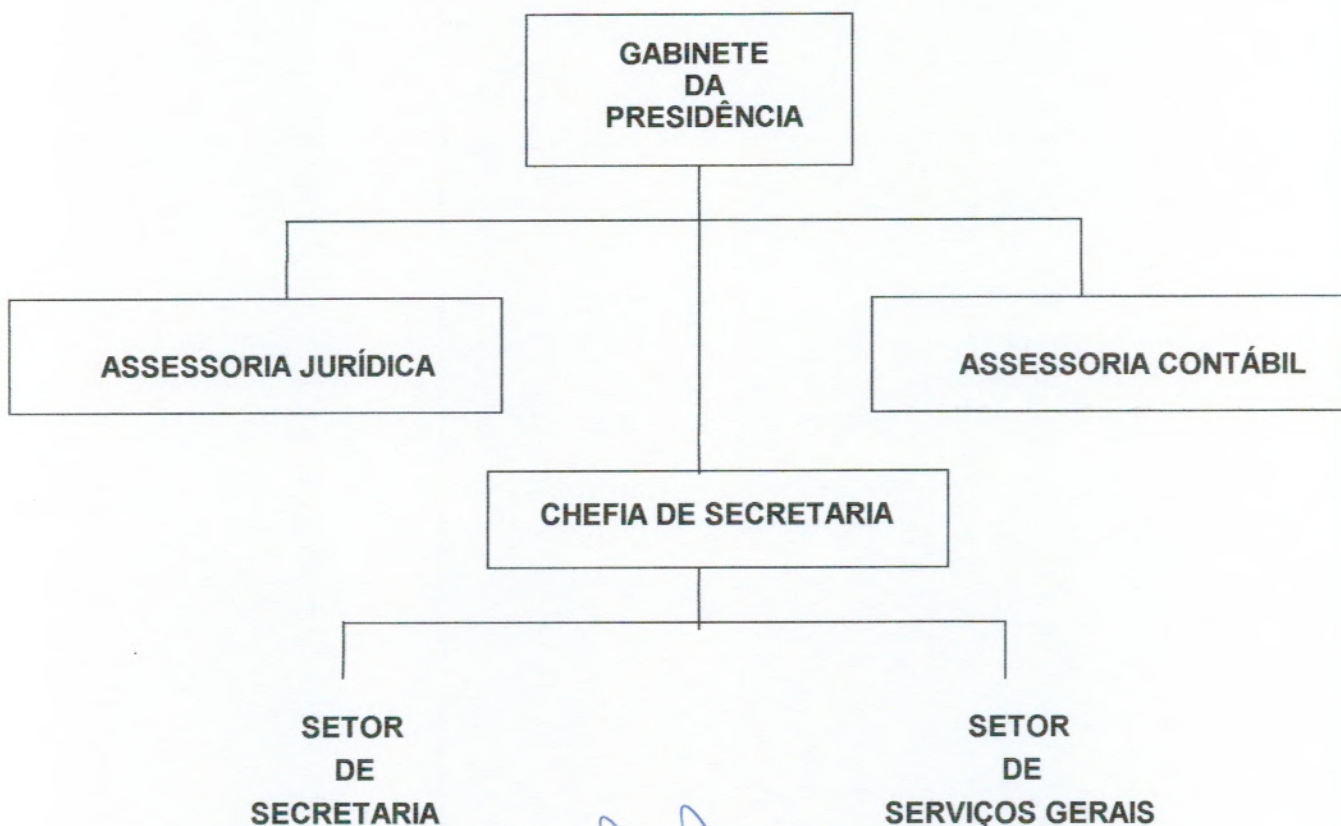 GABINETE
DA
PRESIDÊNCIA
ASSESSORIA JURÍDICA
ASSESSORIA CONTÁBIL
CHEFIA DE SECRETARIA
SETOR
DE
SECRETARIA
SETOR
DE
SERVIÇOS GERAIS